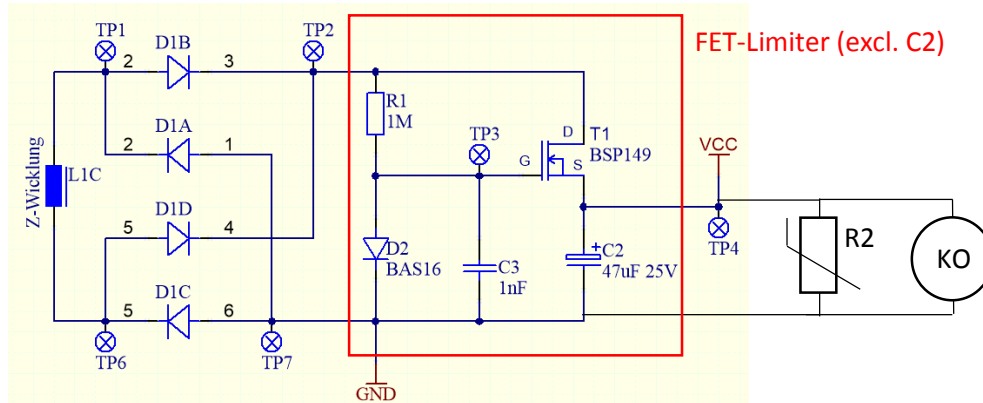 FET-Limiter (excl. C2)
TP1
D1B
TP2
2
3
R1
1M
TP3
D
T1
BSP149
VCC
D1A
2
1
G
S
Z-Wicklung
L1C
D1D
5
4
D2
BAS16
C3
1nF
+
C2
47uF 25V
TP4
R2
KO
D1C
5
6
TP6
TP7
GND